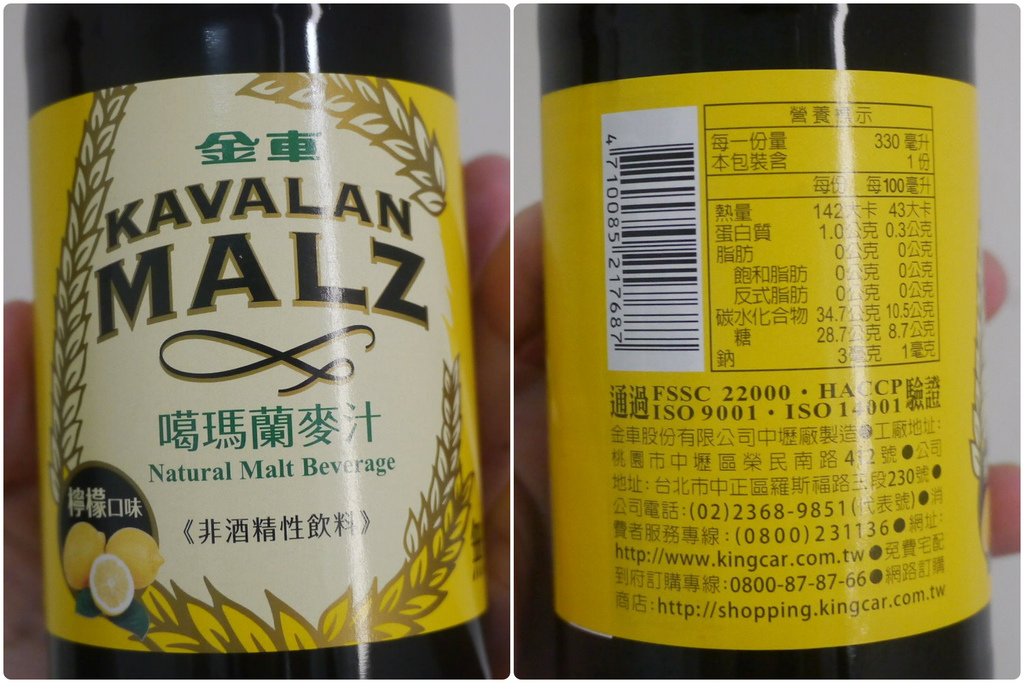 金車
KAVALAN
MALZ
噶瑪蘭麥汁
Natural Malt Beverage
檸檬口味
《非酒精性飲料》
4 710085 217687
營養標示
每一份量 330 毫升
本包裝含 1 份
每份 每100毫升
熱量 142大卡 43大卡
蛋白質 1.0公克 0.3公克
脂肪 0公克 0公克
飽和脂肪 0公克 0公克
反式脂肪 0公克 0公克
碳水化合物 34.7公克 10.5公克
糖 28.7公克 8.7公克
鈉 3毫克 1毫克
通過 FSSC 22000・HACCP 驗證
ISO 9001・ISO 14001
金車股份有限公司中壢廠製造●工廠地址:
桃園市中壢區榮民南路412號●公司
地址:台北市中正區羅斯福路三段230號●
公司電話:(02)2368-9851(代表號)●消
費者服務專線:(0800)231136●網址:
http://www.kingcar.com.tw●免費宅配
到府訂購專線:0800-87-87-66●網路訂購
商店:http://shopping.kingcar.com.tw